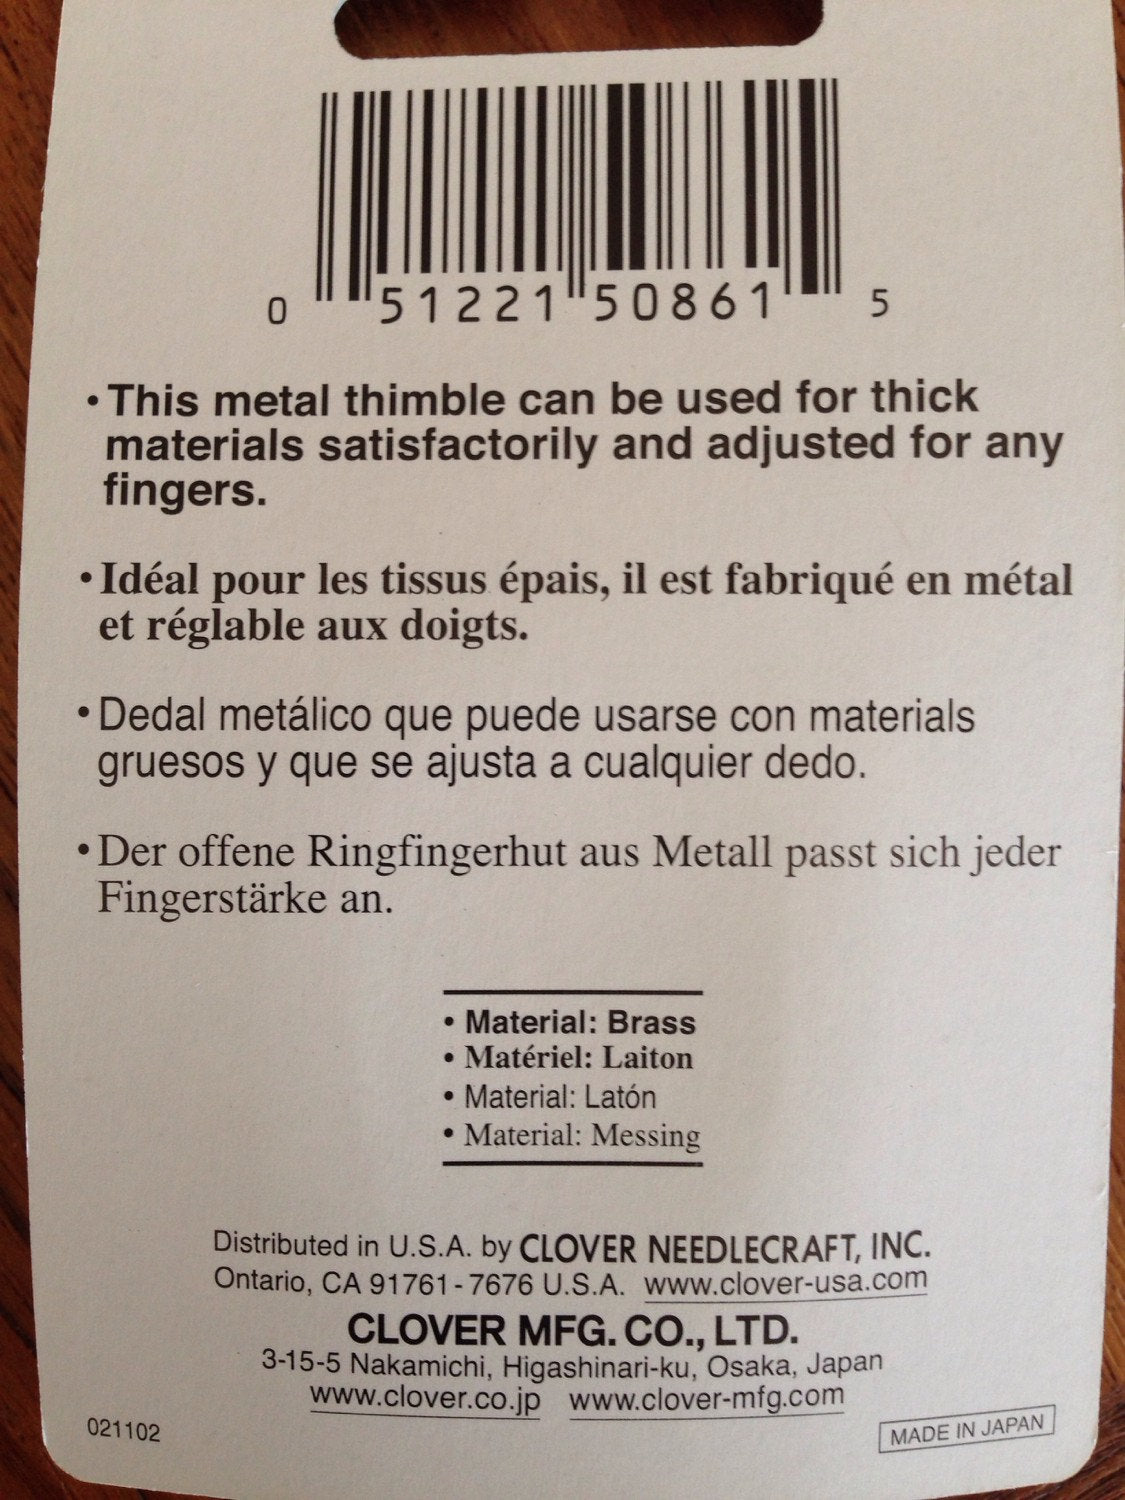 0 51221 50861 5
•This metal thimble can be used for thick
materials satisfactorily and adjusted for any
fingers.
•Idéal pour les tissus épais, il est fabriqué en métal
et réglable aux doigts.
•Dedal metálico que puede usarse con materials
gruesos y que se ajusta a cualquier dedo.
•Der offene Ringfingerhut aus Metall passt sich jeder
Fingerstärke an.
• Material: Brass
• Matériel: Laiton
• Material: Latón
• Material: Messing
Distributed in U.S.A. by CLOVER NEEDLECRAFT, INC.
Ontario, CA 91761-7676 U.S.A. www.clover-usa.com
CLOVER MFG. CO., LTD.
3-15-5 Nakamichi, Higashinari-ku, Osaka, Japan
www.clover.co.jp www.clover-mfg.com
021102
MADE IN JAPAN